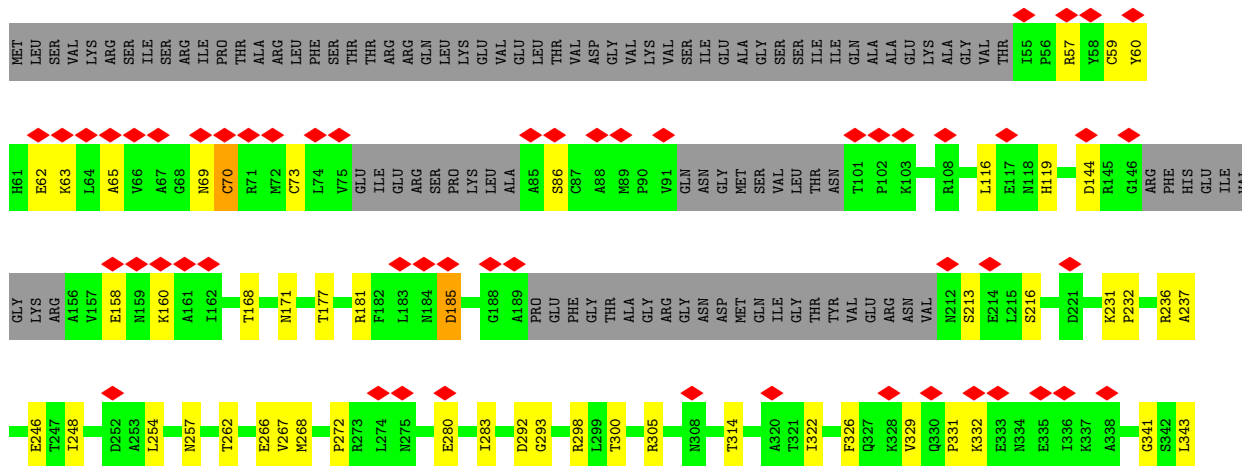 MET LEU SER VAL LYS ARG SER ILE SER ARG ILE PRO THR ALA ARG LEU PHE SER THR THR ARG ARG GLN LEU LYS GLU VAL GLU LEU THR VAL ASP GLY VAL LYS VAL SER ILE GLU ALA GLY SER SER ILE ILE GLN ALA ALA GLU LYS ALA GLY VAL THR I55 P56 R57 Y58 C59 Y60
H61 E62 K63 L64 A65 V66 A67 G68 N69 C70 R71 M72 C73 L74 V75 GLU ILE GLU ARG SER PRO LYS LEU ALA A85 S86 C87 A88 M89 P90 V91 GLN ASN GLY MET SER VAL LEU THR ASN T101 P102 K103 R108 L116 E117 N118 H119 D144 R145 G146 ARG PHE HIS GLU ILE VAL
GLY LYS ARG A156 V157 E158 N159 K160 A161 I162 T168 N171 T177 R181 F182 L183 N184 D185 G188 A189 PRO GLU PHE GLY THR ALA GLY ARG GLY ASN ASP MET GLN ILE GLY THR TYR VAL GLU ARG ASN VAL N212 S213 E214 L215 S216 D221 K231 P232 R236 A237
E246 T247 I248 D252 A253 L254 N257 T262 E266 V267 M268 P272 R273 L274 N275 E280 I283 D292 G293 R298 L299 T300 R305 N308 T314 A320 T321 I322 F326 Q327 K328 V329 Q330 P331 K332 E333 N334 E335 I336 K337 A338 G341 S342 L343